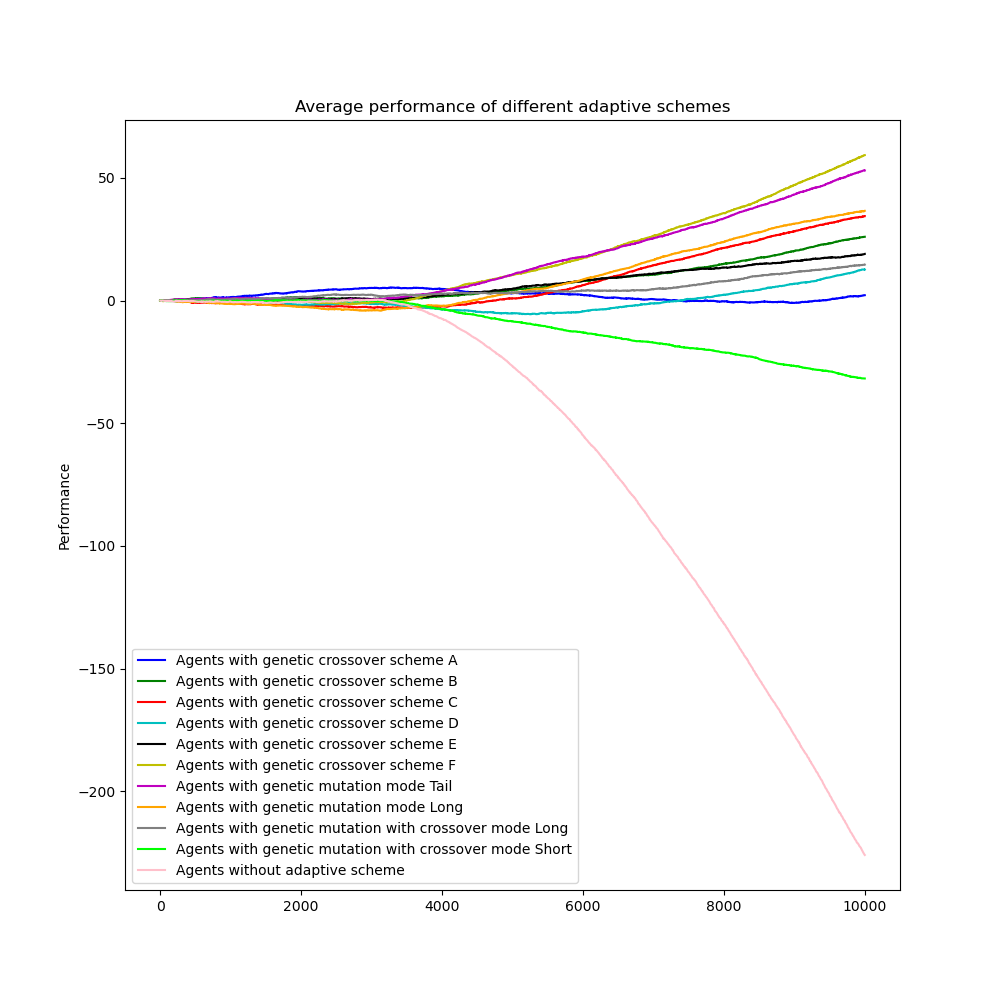 Average performance of different adaptive schemes
50
0
−50
−100
−150
−200
Performance
Agents with genetic crossover scheme A
Agents with genetic crossover scheme B
Agents with genetic crossover scheme C
Agents with genetic crossover scheme D
Agents with genetic crossover scheme E
Agents with genetic crossover scheme F
Agents with genetic mutation mode Tail
Agents with genetic mutation mode Long
Agents with genetic mutation with crossover mode Long
Agents with genetic mutation with crossover mode Short
Agents without adaptive scheme
0 2000 4000 6000 8000 10000